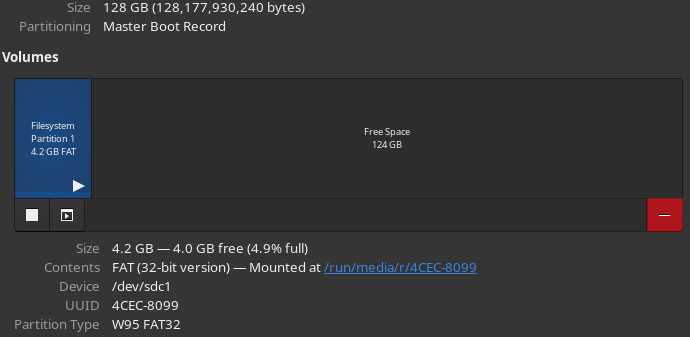 Size 128 GB (128,177,930,240 bytes)
Partitioning Master Boot Record
Volumes
Filesystem
Partition 1
4.2 GB FAT
Free Space
124 GB
Size 4.2 GB — 4.0 GB free (4.9% full)
Contents FAT (32-bit version) — Mounted at /run/media/r/4CEC-8099
Device /dev/sdc1
UUID 4CEC-8099
Partition Type W95 FAT32